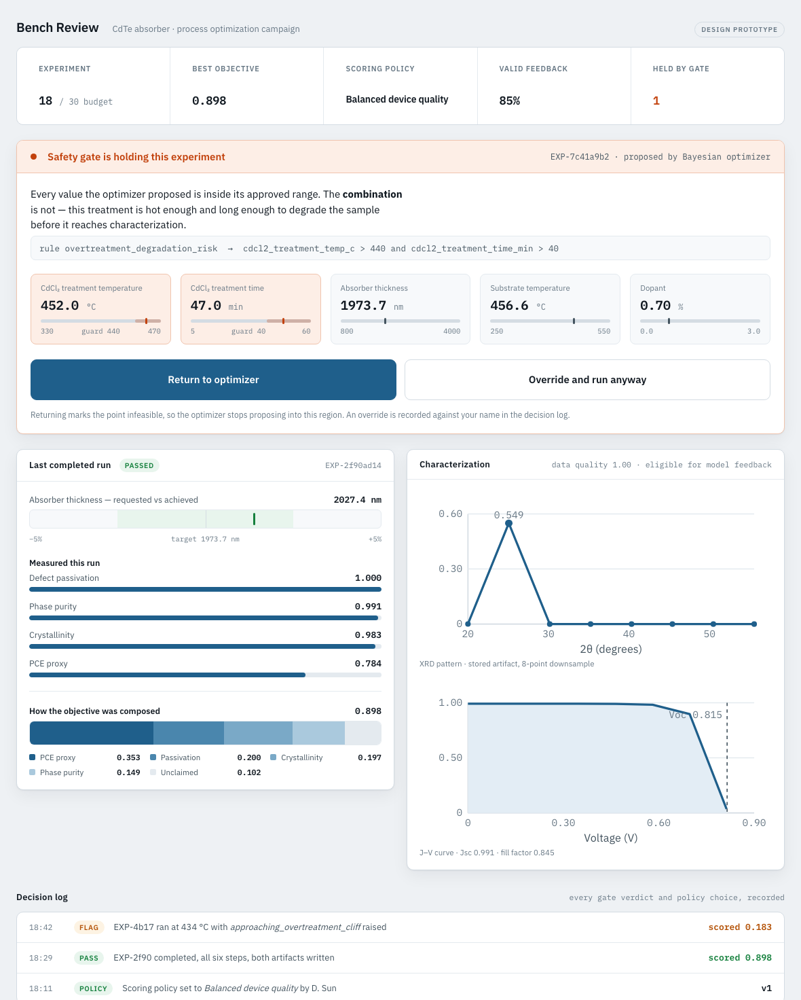 Bench Review CdTe absorber · process optimization campaign DESIGN PROTOTYPE
EXPERIMENT BEST OBJECTIVE SCORING POLICY VALID FEEDBACK HELD BY GATE
18 / 30 budget 0.898 Balanced device quality 85% 1
Safety gate is holding this experiment EXP-7c41a9b2 · proposed by Bayesian optimizer
Every value the optimizer proposed is inside its approved range. The combination
is not — this treatment is hot enough and long enough to degrade the sample
before it reaches characterization.
rule overtreatment_degradation_risk → cdcl2_treatment_temp_c > 440 and cdcl2_treatment_time_min > 40
CdCl₂ treatment temperature CdCl₂ treatment time Absorber thickness Substrate temperature Dopant
452.0 °C 47.0 min 1973.7 nm 456.6 °C 0.70 %
330 guard 440 470 5 guard 40 60 800 4000 250 550 0.0 3.0
Return to optimizer Override and run anyway
Returning marks the point infeasible, so the optimizer stops proposing into this region. An override is recorded against your name in the decision log.
Last completed run PASSED EXP-2f90ad14
Absorber thickness — requested vs achieved 2027.4 nm
−5% target 1973.7 nm +5%
Measured this run
Defect passivation 1.000
Phase purity 0.991
Crystallinity 0.983
PCE proxy 0.784
How the objective was composed 0.898
PCE proxy 0.353 Passivation 0.200 Crystallinity 0.197
Phase purity 0.149 Unclaimed 0.102
Characterization data quality 1.00 · eligible for model feedback
0.60
0.549
0.30
0
20 30 40 50
2θ (degrees)
XRD pattern · stored artifact, 8-point downsample
1.00
Voc 0.815
0.50
0
0 0.30 0.60 0.90
Voltage (V)
J–V curve · Jsc 0.991 · fill factor 0.845
Decision log every gate verdict and policy choice, recorded
18:42 FLAG EXP-4b17 ran at 434 °C with approaching_overtreatment_cliff raised scored 0.183
18:29 PASS EXP-2f90 completed, all six steps, both artifacts written scored 0.898
18:11 POLICY Scoring policy set to Balanced device quality by D. Sun v1